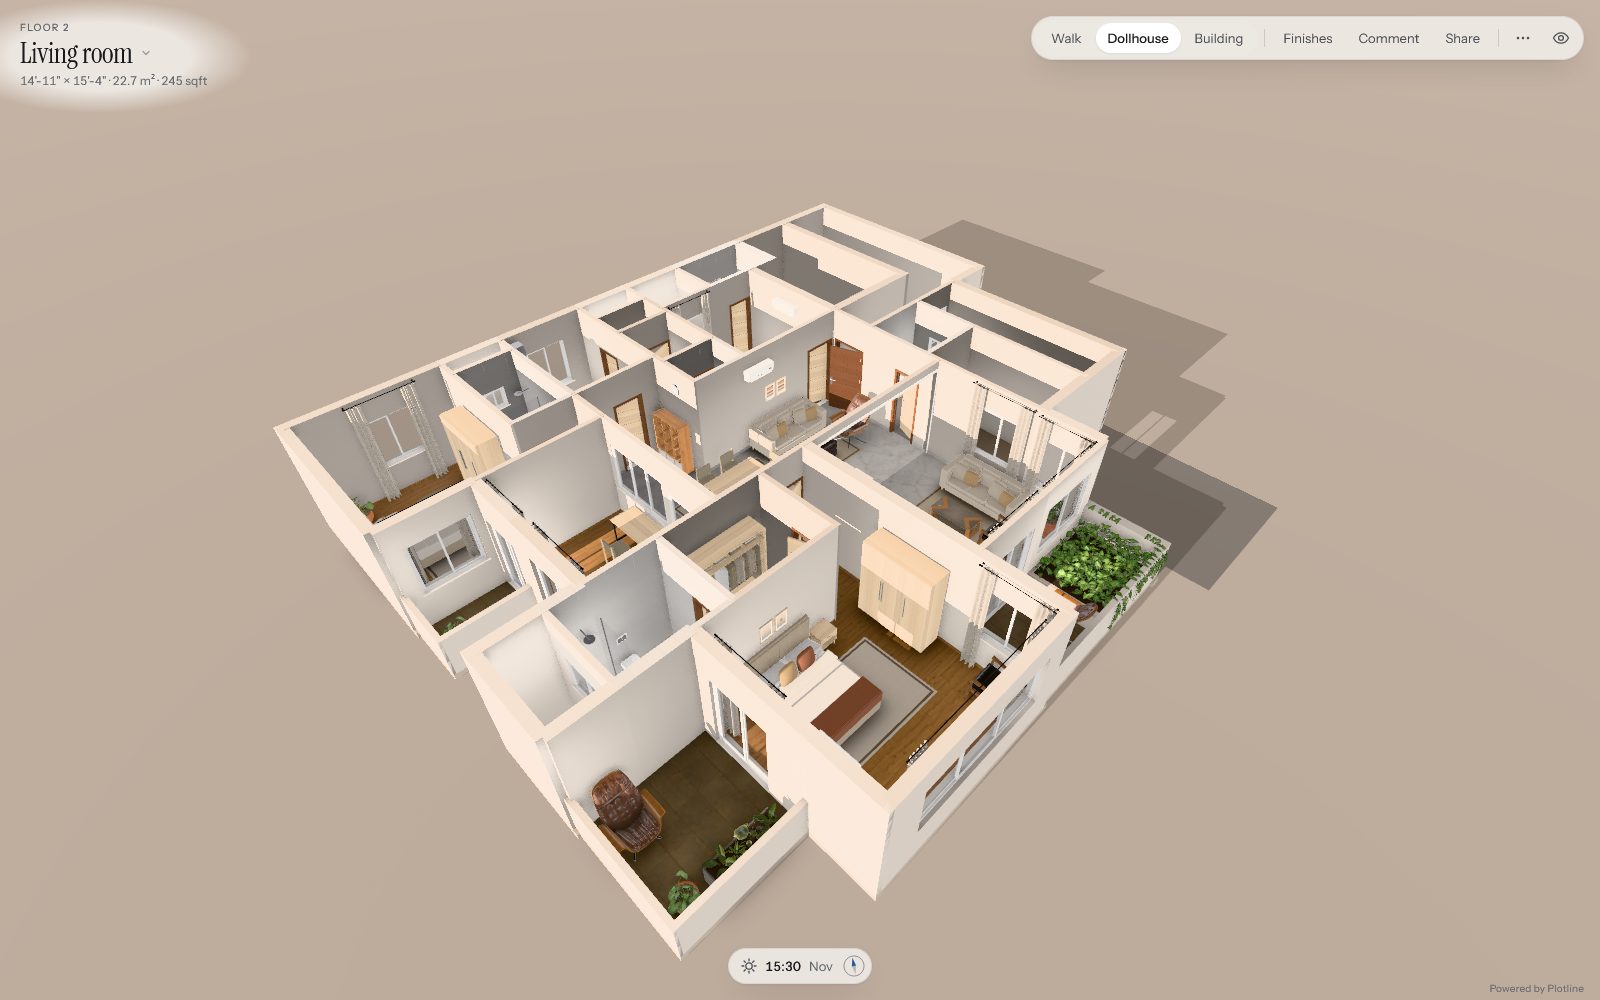 FLOOR 2
Living room
14'-11" × 15'-4" · 22.7 m² · 245 sqft
Walk Dollhouse Building Finishes Comment Share
15:30 Nov
Powered by Plotline